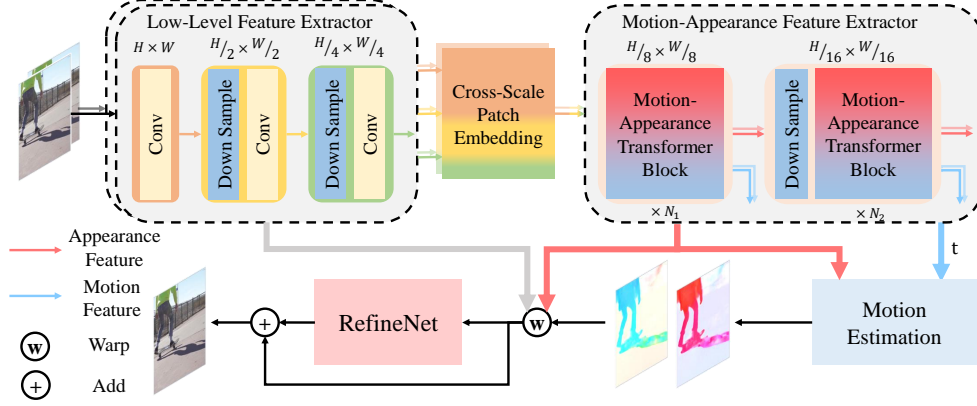 Low-Level Feature Extractor
H × W
H/2 × W/2
H/4 × W/4
Conv
Down Sample
Conv
Down Sample
Conv
Cross-Scale
Patch
Embedding
Motion-Appearance Feature Extractor
H/8 × W/8
H/16 × W/16
Motion-
Appearance
Transformer
Block
Down Sample
Motion-
Appearance
Transformer
Block
× N₁
× N₂
Appearance
Feature
Motion
Feature
w Warp
+ Add
+
RefineNet
w
t
Motion
Estimation